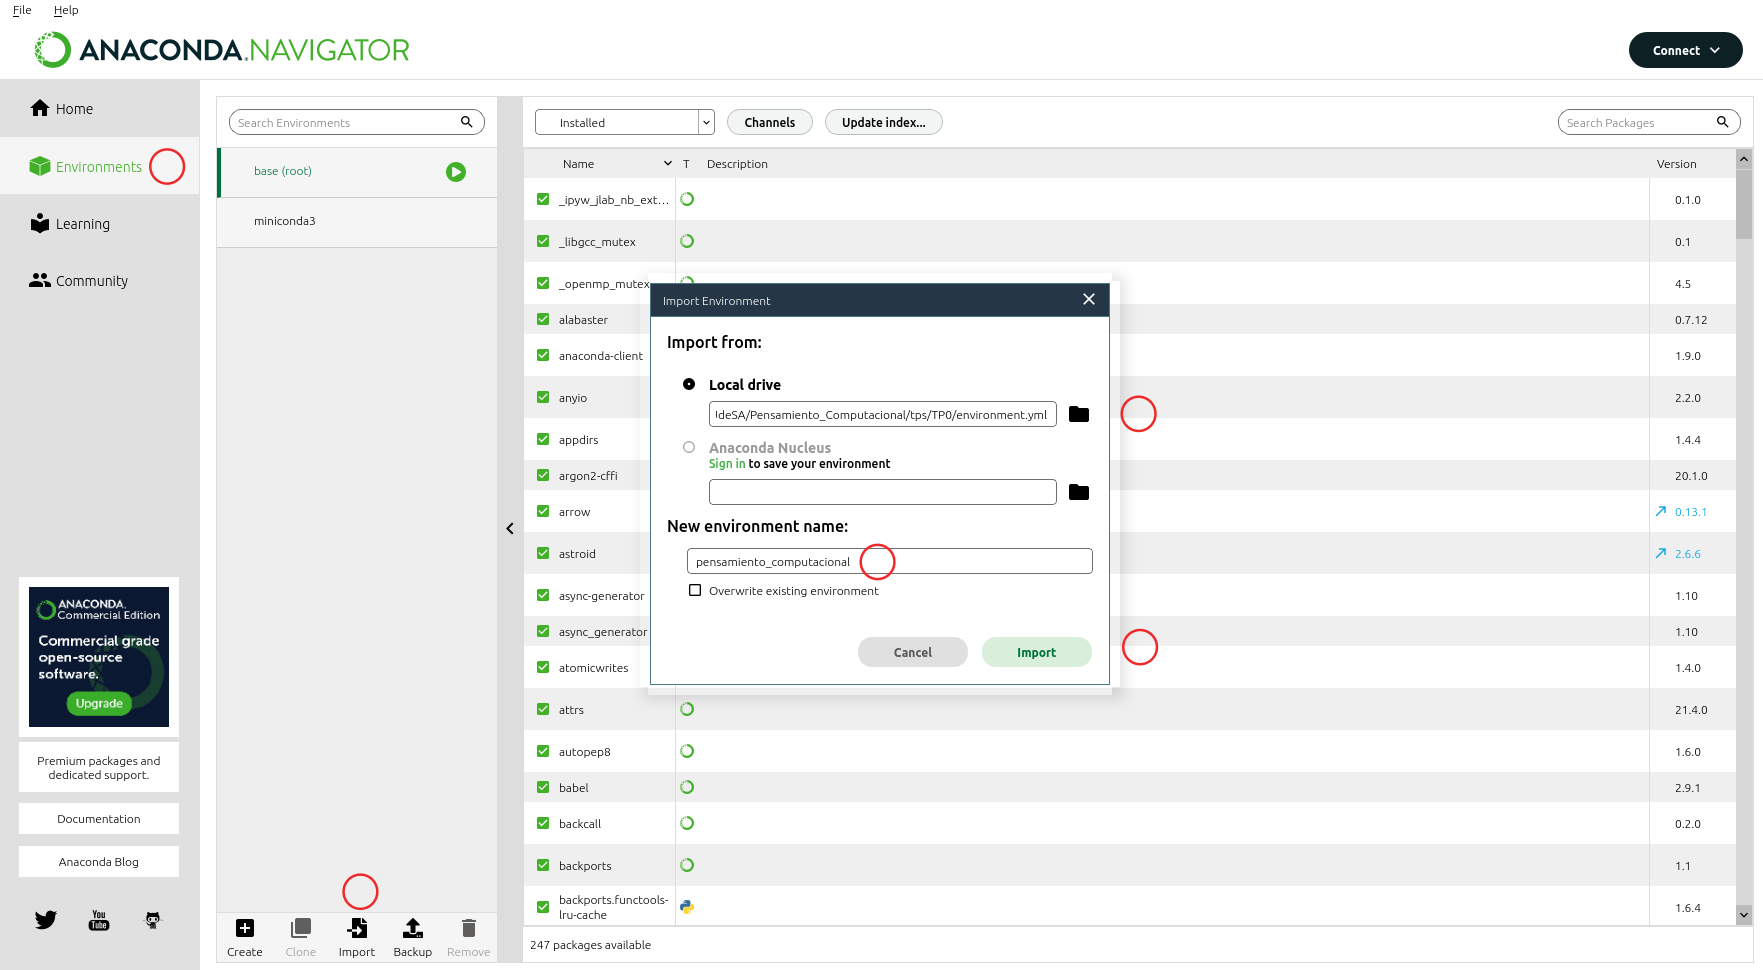 File Help
ANACONDA.NAVIGATOR
Connect
Home
Environments
Learning
Community
ANACONDA.
Commercial Edition
Commercial grade
open-source
software.
Upgrade
Premium packages and
dedicated support.
Documentation
Anaconda Blog
You
Tube
Search Environments
base (root)
miniconda3
Create Clone Import Backup Remove
Installed Channels Update index... Search Packages
Name T Description Version
_ipyw_jlab_nb_ext... 0.1.0
_libgcc_mutex 0.1
_openmp_mutex 4.5
alabaster 0.7.12
anaconda-client 1.9.0
anyio 2.2.0
appdirs 1.4.4
argon2-cffi 20.1.0
arrow 0.13.1
astroid 2.6.6
async-generator 1.10
async_generator 1.10
atomicwrites 1.4.0
attrs 21.4.0
autopep8 1.6.0
babel 2.9.1
backcall 0.2.0
backports 1.1
backports.functools-
lru-cache 1.6.4
247 packages available
Import Environment
Import from:
Local drive
deSA/Pensamiento_Computacional/tps/TP0/environment.yml
Anaconda Nucleus
Sign in to save your environment
New environment name:
pensamiento_computacional
Overwrite existing environment
Cancel Import